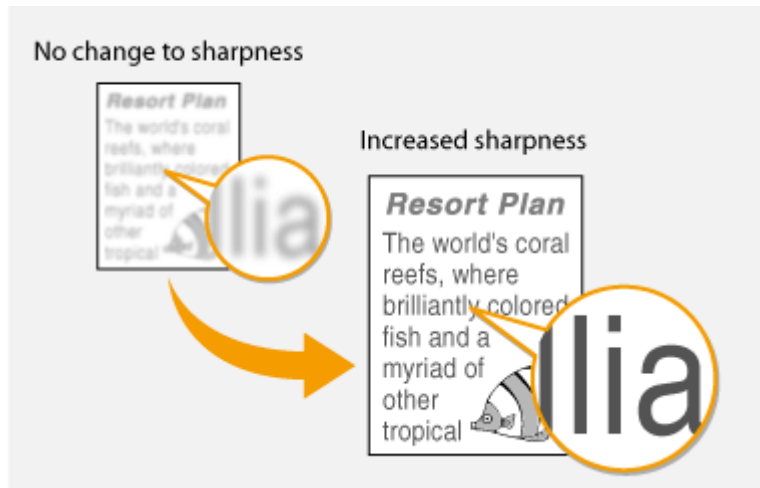 No change to sharpness
Resort Plan
The world's coral
reefs, where
brilliantly colored
fish and a
myriad of
other
tropical
lia
Increased sharpness
Resort Plan
The world's coral
reefs, where
brilliantly colored
fish and a
myriad of
other
tropical
llia